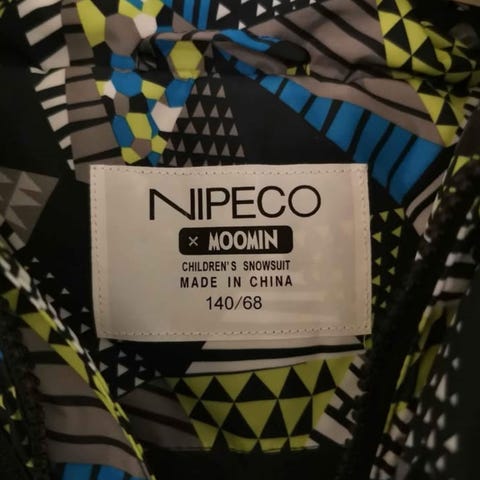 NIPECO
× MOOMIN
CHILDREN'S SNOWSUIT
MADE IN CHINA
140/68